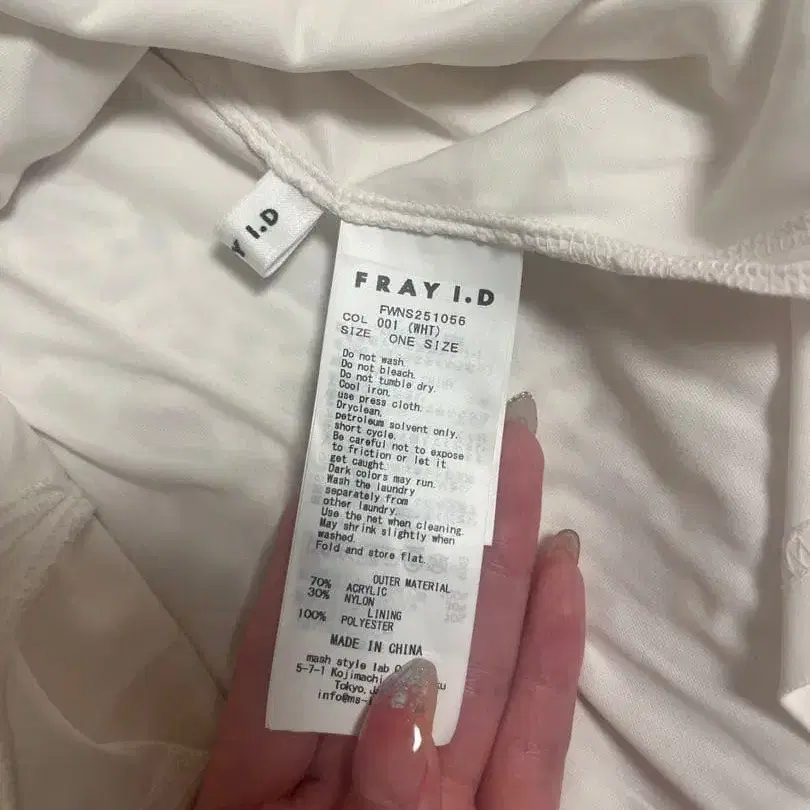 Y I.D
FRAY I.D
FWNS251056
COL 001 (WHT)
SIZE ONE SIZE
Do not wash.
Do not bleach.
Do not tumble dry.
Cool iron.
use press cloth.
Dryclean,
petroleum solvent only.
short cycle.
Be careful not to expose
to friction or let it
get caught.
Dark colors may run.
Wash the laundry
separately from
other laundry.
Use the net when cleaning.
May shrink slightly when
washed.
Fold and store flat.
OUTER MATERIAL
70% ACRYLIC
30% NYLON
LINING
100% POLYESTER
MADE IN CHINA
mash style lab
5-7-1 Kojimachi
Tokyo,